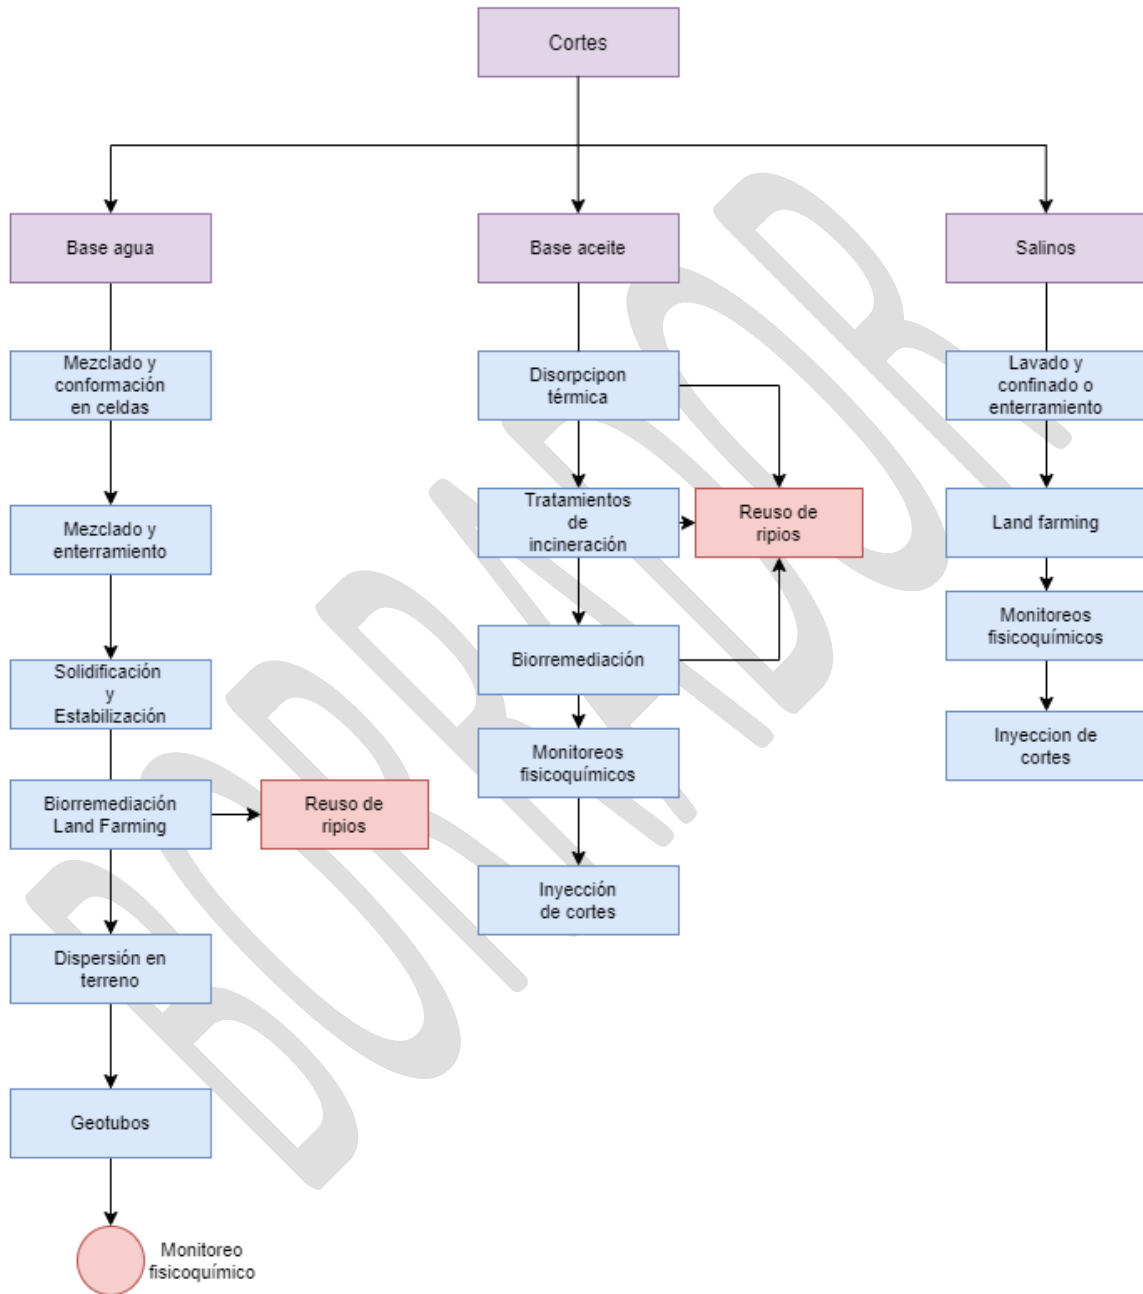 Cortes
Base agua
Base aceite
Salinos
Mezclado y
conformación
en celdas
Disorpcipon
térmica
Lavado y
confinado o
enterramiento
Mezclado y
enterramiento
Tratamientos
de
incineración
Reuso de
ripios
Land farming
Monitoreos
fisicoquímicos
Solidificación
y
Estabilización
Biorremediación
Inyeccion de
cortes
Monitoreos
fisicoquímicos
Biorremediación
Land Farming
Reuso de
ripios
Inyección
de cortes
Dispersión en
terreno
Geotubos
Monitoreo
fisicoquímico
BORRADOR